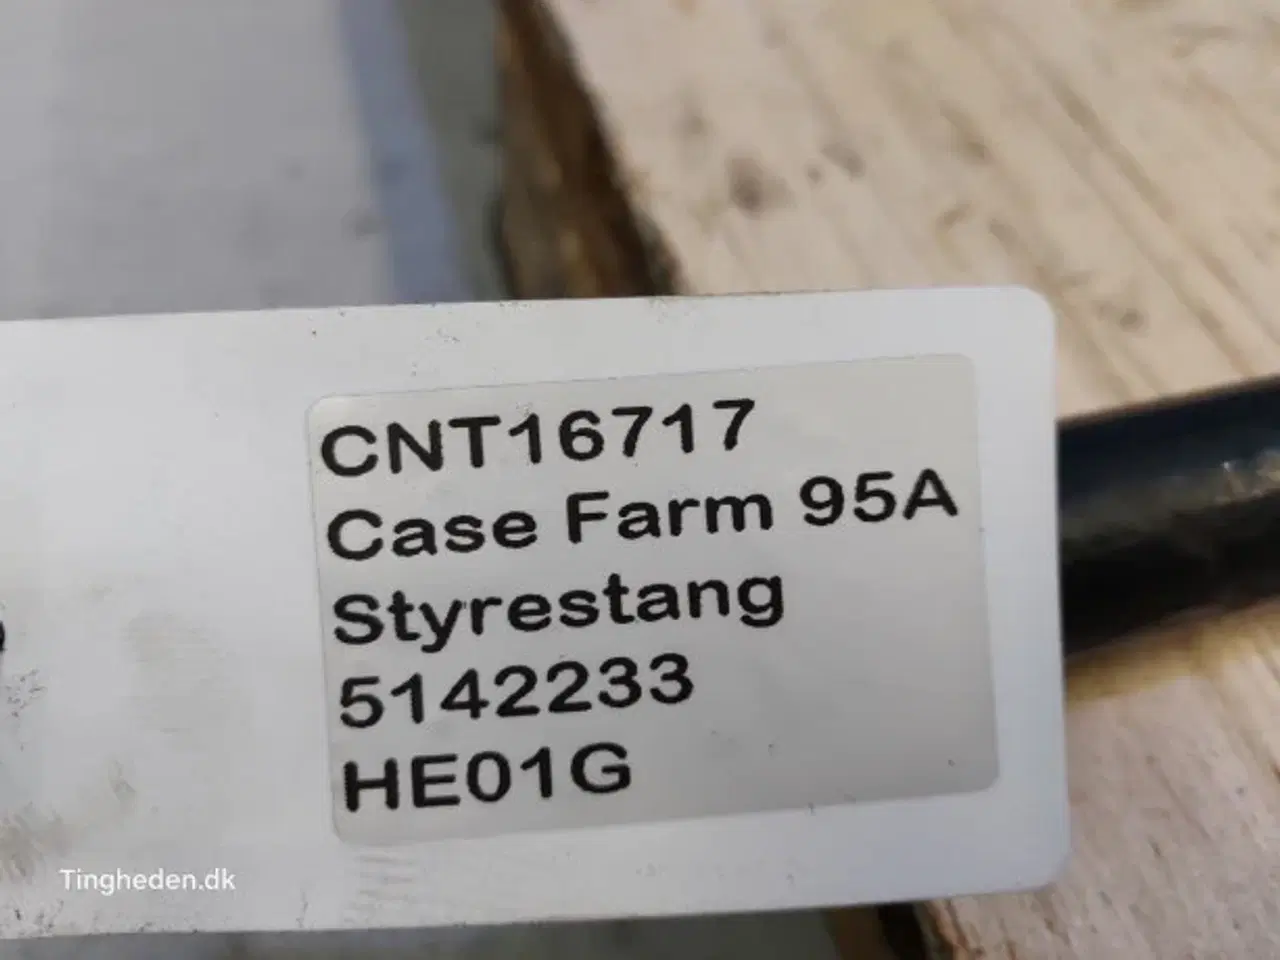 CNT16717
Case Farm 95A
Styrestang
5142233
HE01G
Tingheden.dk